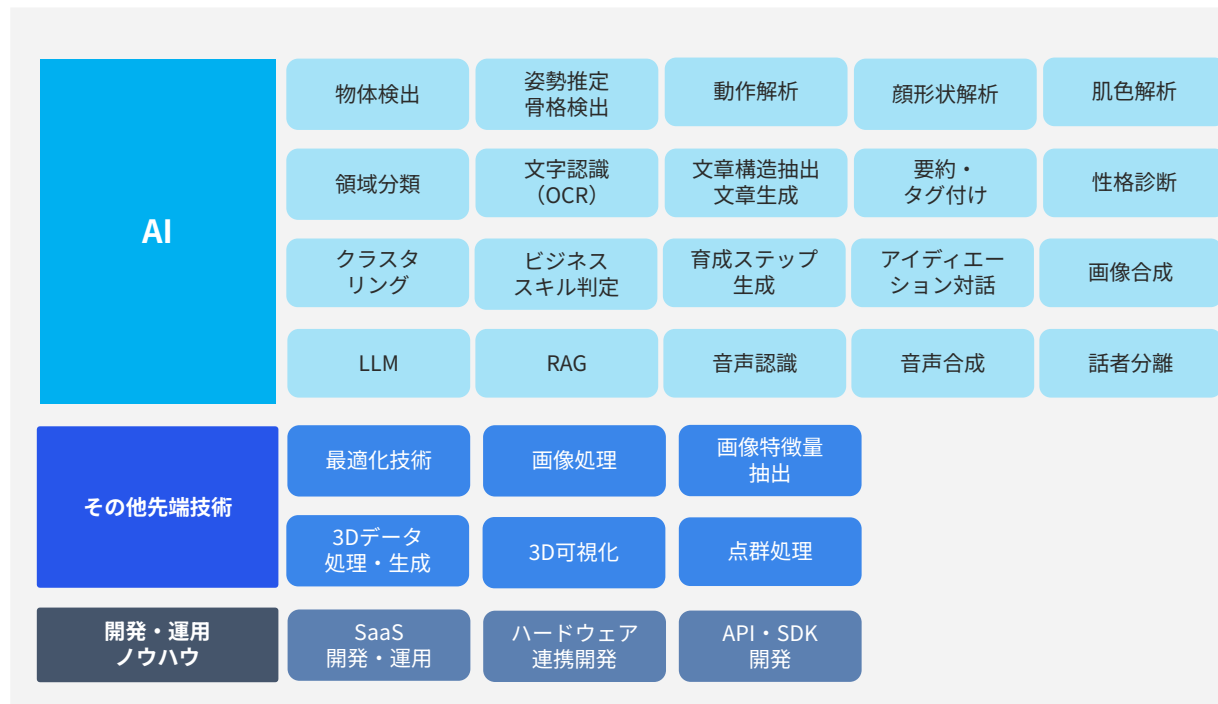 AI
物体検出
姿勢推定
骨格検出
動作解析
顔形状解析
肌色解析
領域分類
文字認識
（OCR）
文章構造抽出
文章生成
要約・
タグ付け
性格診断
クラスタ
リング
ビジネス
スキル判定
育成ステップ
生成
アイディエー
ション対話
画像合成
LLM
RAG
音声認識
音声合成
話者分離
その他先端技術
最適化技術
画像処理
画像特徴量
抽出
3Dデータ
処理・生成
3D可視化
点群処理
開発・運用
ノウハウ
SaaS
開発・運用
ハードウェア
連携開発
API・SDK
開発